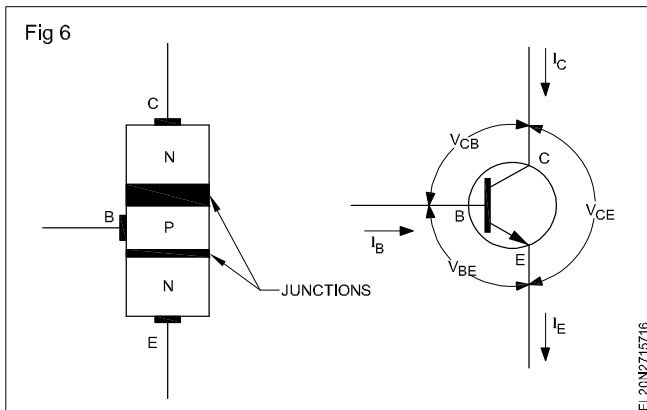 Fig 6
C
N
B
P
N
E
JUNCTIONS
I_C
V_CB
C
B
V_CE
I_B
E
V_BE
I_E
EL20N2715716